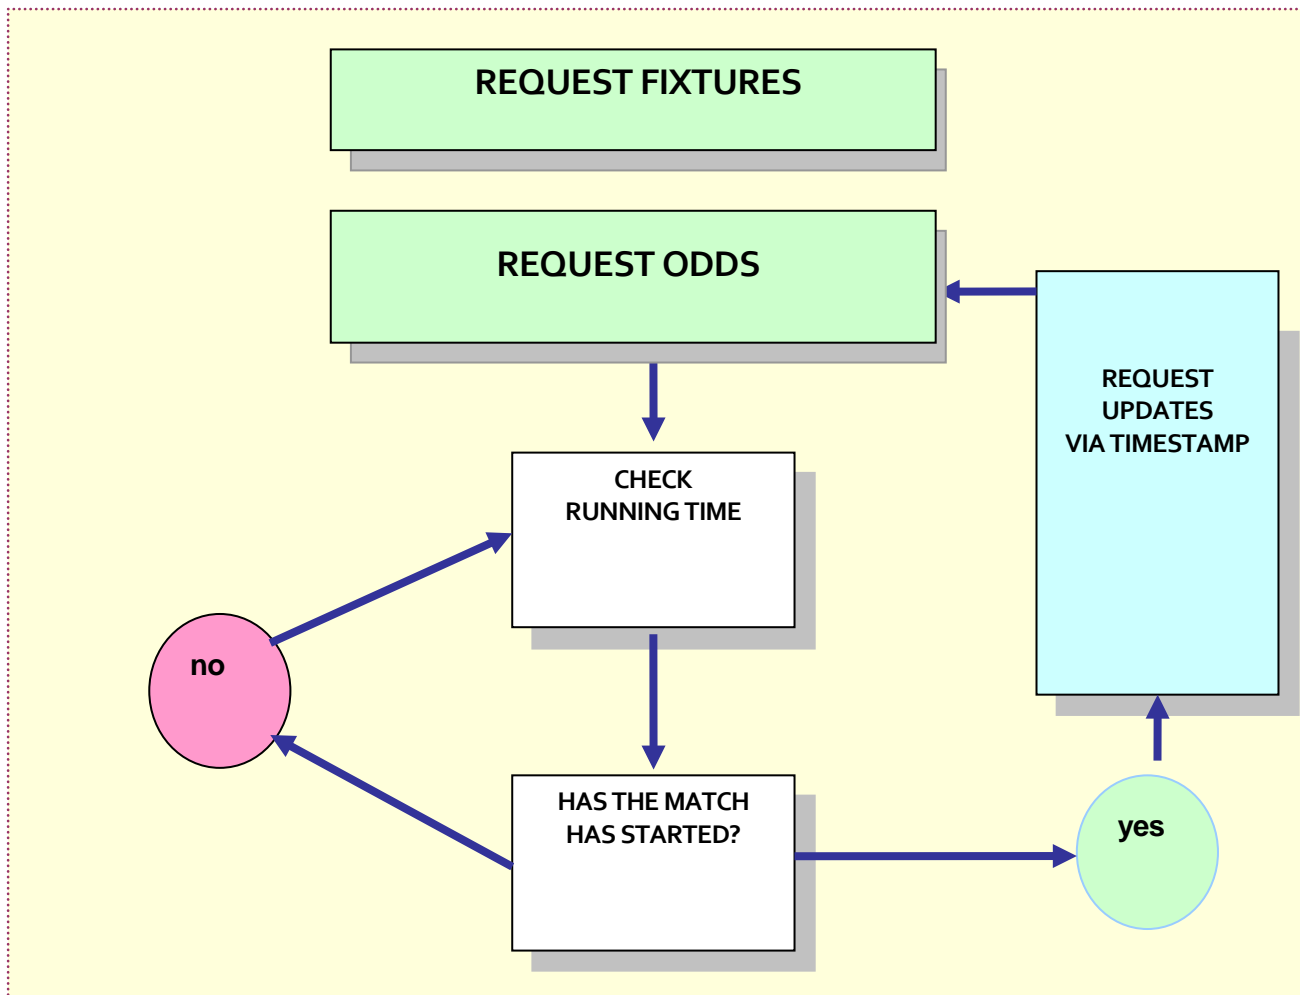 REQUEST FIXTURES
REQUEST ODDS
REQUEST
UPDATES
VIA TIMESTAMP
CHECK
RUNNING TIME
no
HAS THE MATCH
HAS STARTED?
yes